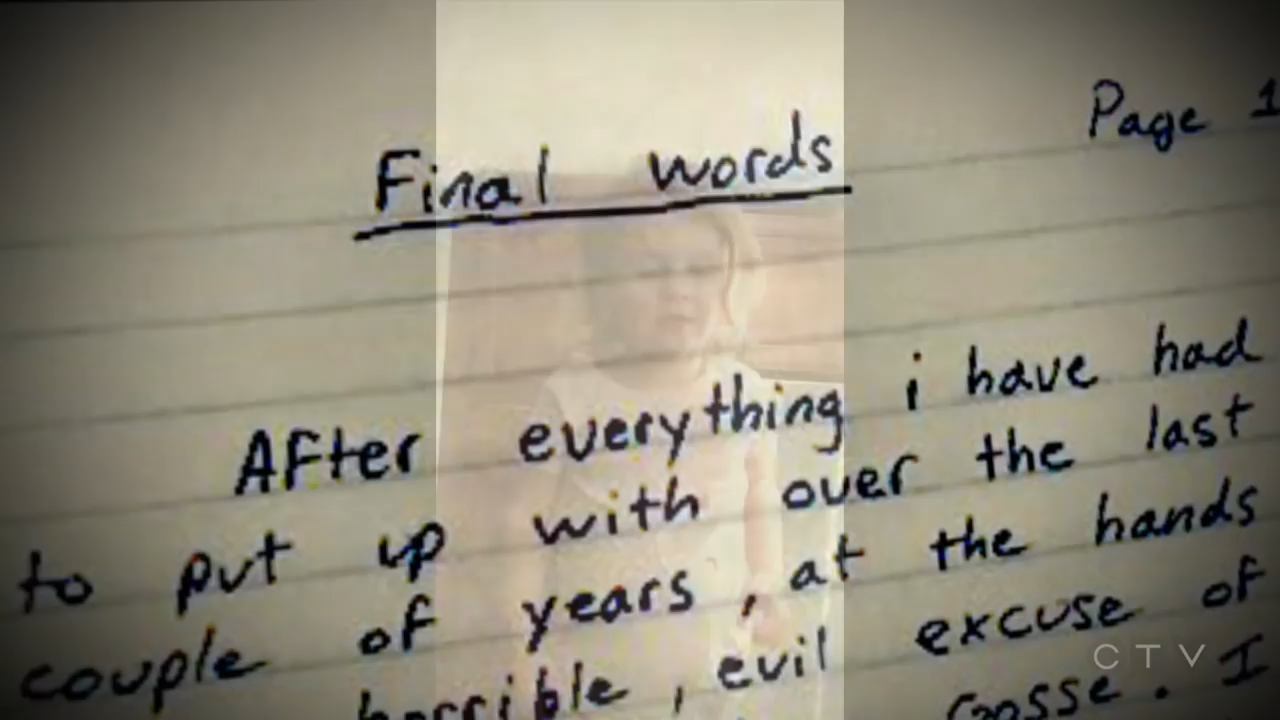 Page 1
Final words
After everything i have had
to put up with over the last
couple of years, at the hands
horrible, evil excuse of
Gosse. I
CTV